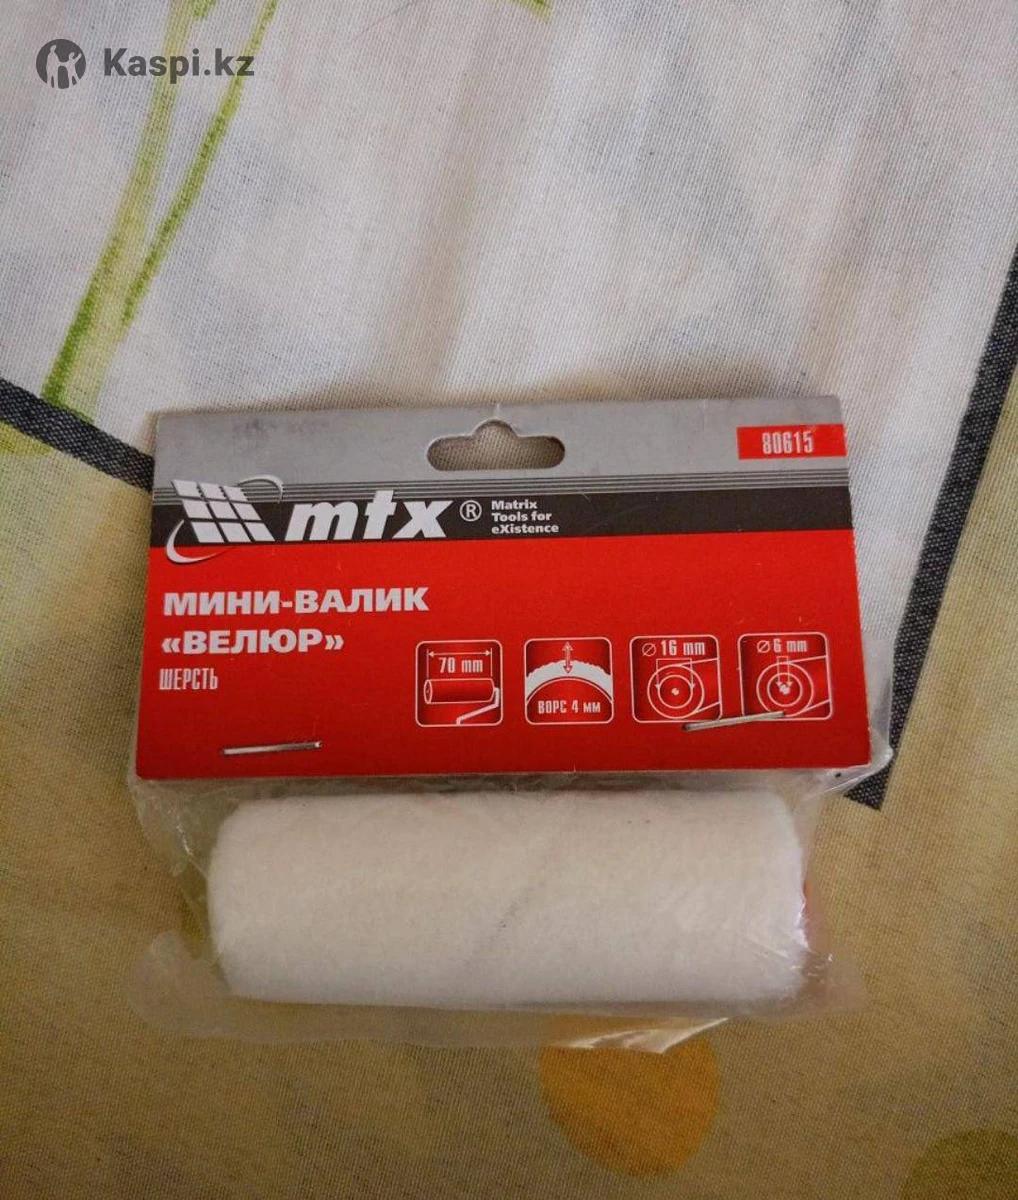 Kaspi.kz
80615
mtx®
Matrix
Tools for
eXistence
МИНИ-ВАЛИК
«ВЕЛЮР»
ШЕРСТЬ
70 mm
ВОРС 4 мм
Ø 16 mm
Ø 6 mm